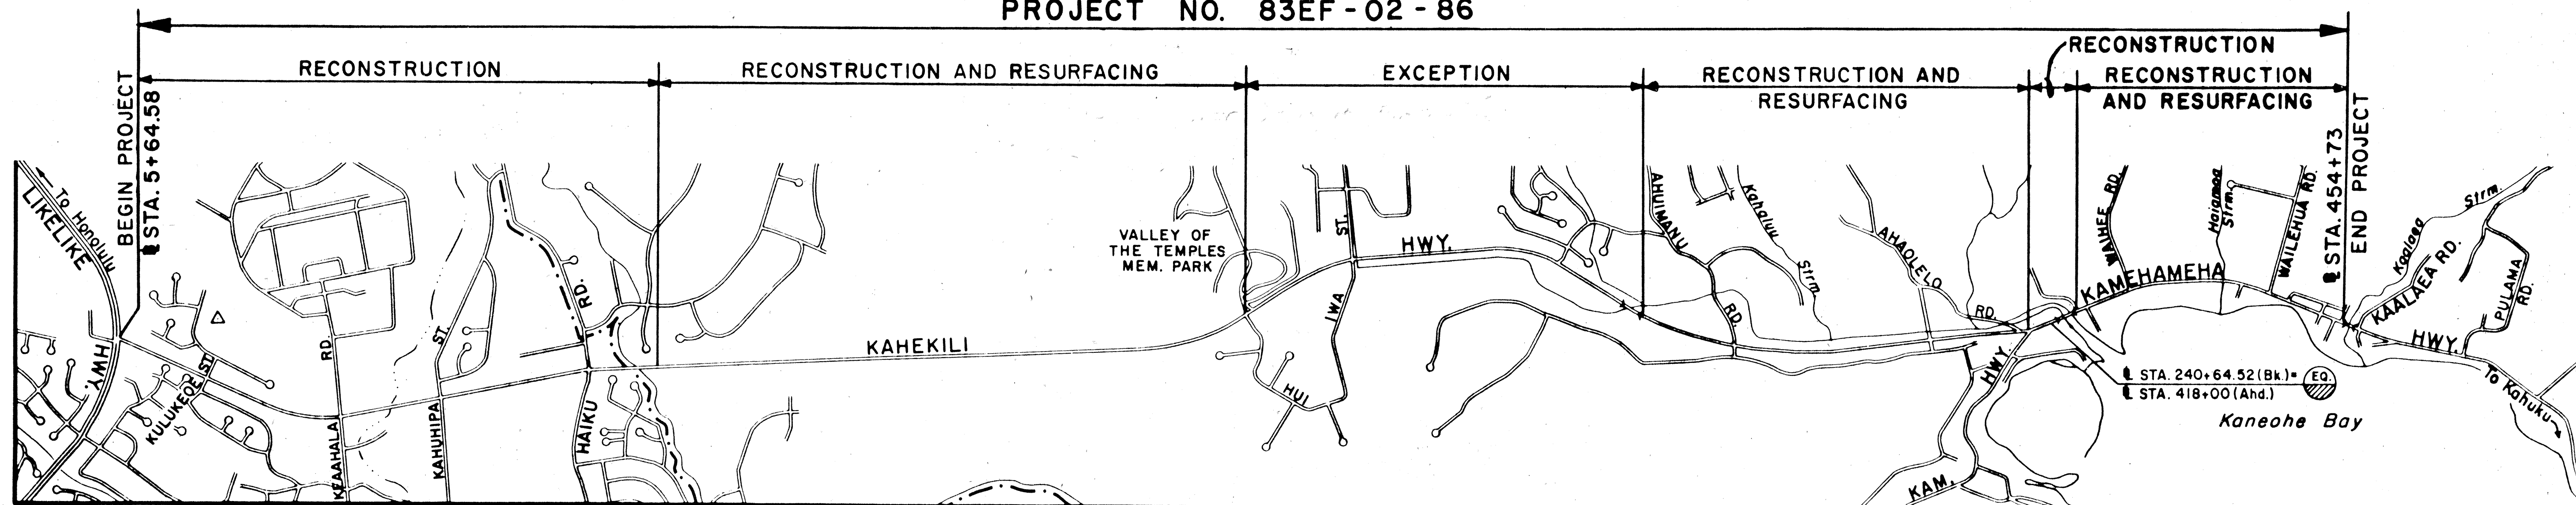 PROJECT NO. 83EF-02-86
RECONSTRUCTION
RECONSTRUCTION AND RESURFACING
EXCEPTION
RECONSTRUCTION AND
RESURFACING
RECONSTRUCTION
RECONSTRUCTION
AND RESURFACING
BEGIN PROJECT
℄ STA. 5+64.58
℄ STA. 454+73
END PROJECT
To Honolulu
LIKELIKE
HWY.
KULUKEOE ST.
KEAAHALA
RD.
KAHUHIPA
ST.
HAIKU
RD.
KAHEKILI
HWY.
VALLEY OF
THE TEMPLES
MEM. PARK
HUI
IWA
ST.
AHUIMANU
RD.
Kahaluu
Strm.
AHAOLELO
RD.
HWY.
KAM.
WAIHEE RD.
KAMEHAMEHA
HWY.
Haiamoa
Strm.
WAILEHUA RD.
Kaalaea
Strm.
KAALAEA RD.
PULAMA
RD.
To Kahuku
℄ STA. 240+64.52 (Bk.)=
℄ STA. 418+00 (Ahd.)
EQ.
Kaneohe Bay